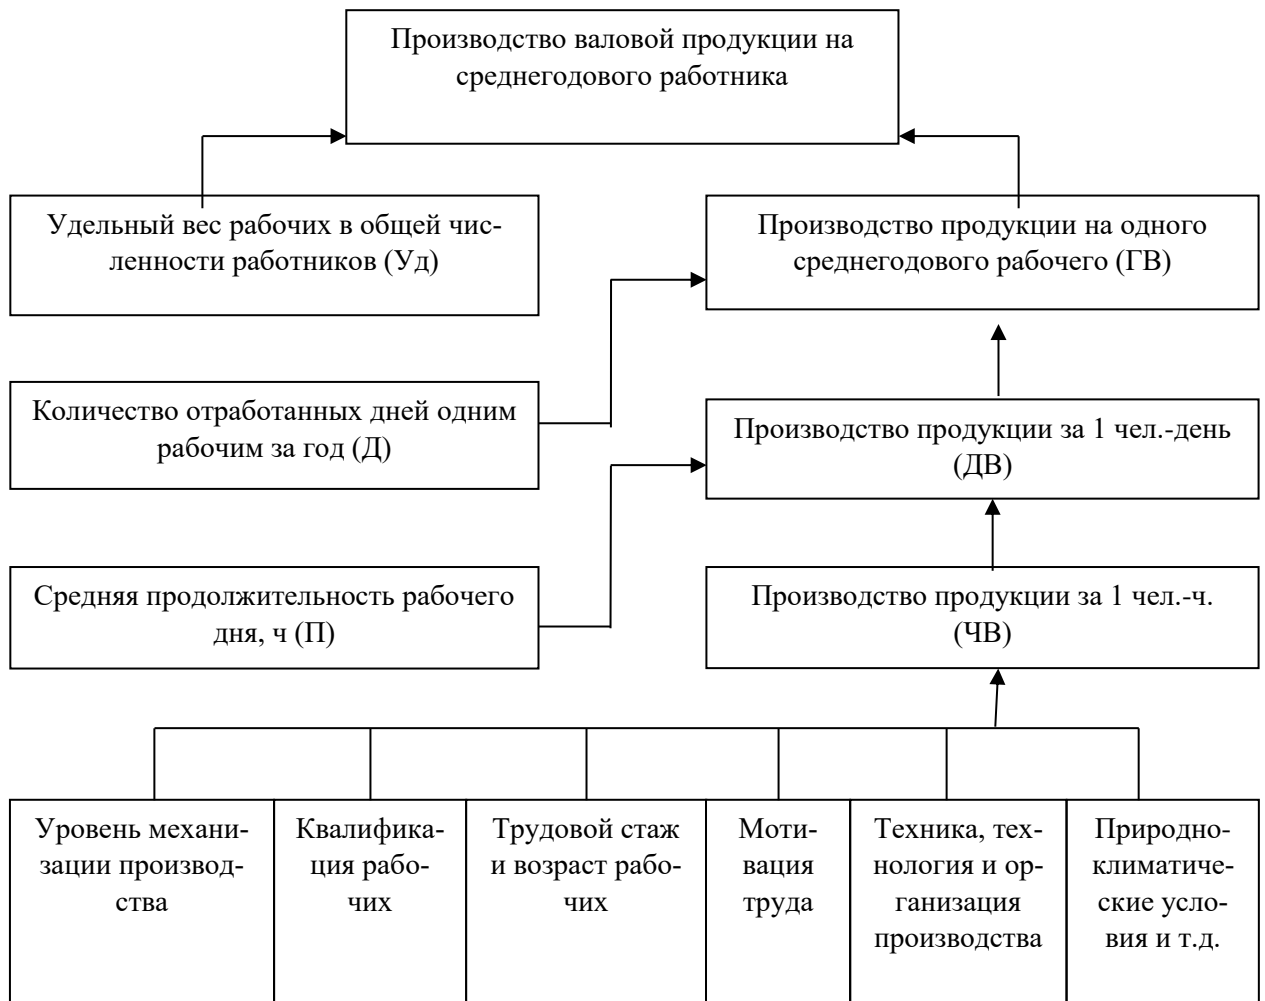 Производство валовой продукции на
среднегодового работника
Удельный вес рабочих в общей чис-
ленности работников (Уд)
Производство продукции на одного
среднегодового рабочего (ГВ)
Количество отработанных дней одним
рабочим за год (Д)
Производство продукции за 1 чел.-день
(ДВ)
Средняя продолжительность рабочего
дня, ч (П)
Производство продукции за 1 чел.-ч.
(ЧВ)
Уровень механи-
зации производ-
ства
Квалифика-
ция рабо-
чих
Трудовой стаж
и возраст рабо-
чих
Моти-
вация
труда
Техника, тех-
нология и ор-
ганизация
производства
Природно-
климатиче-
ские усло-
вия и т.д.